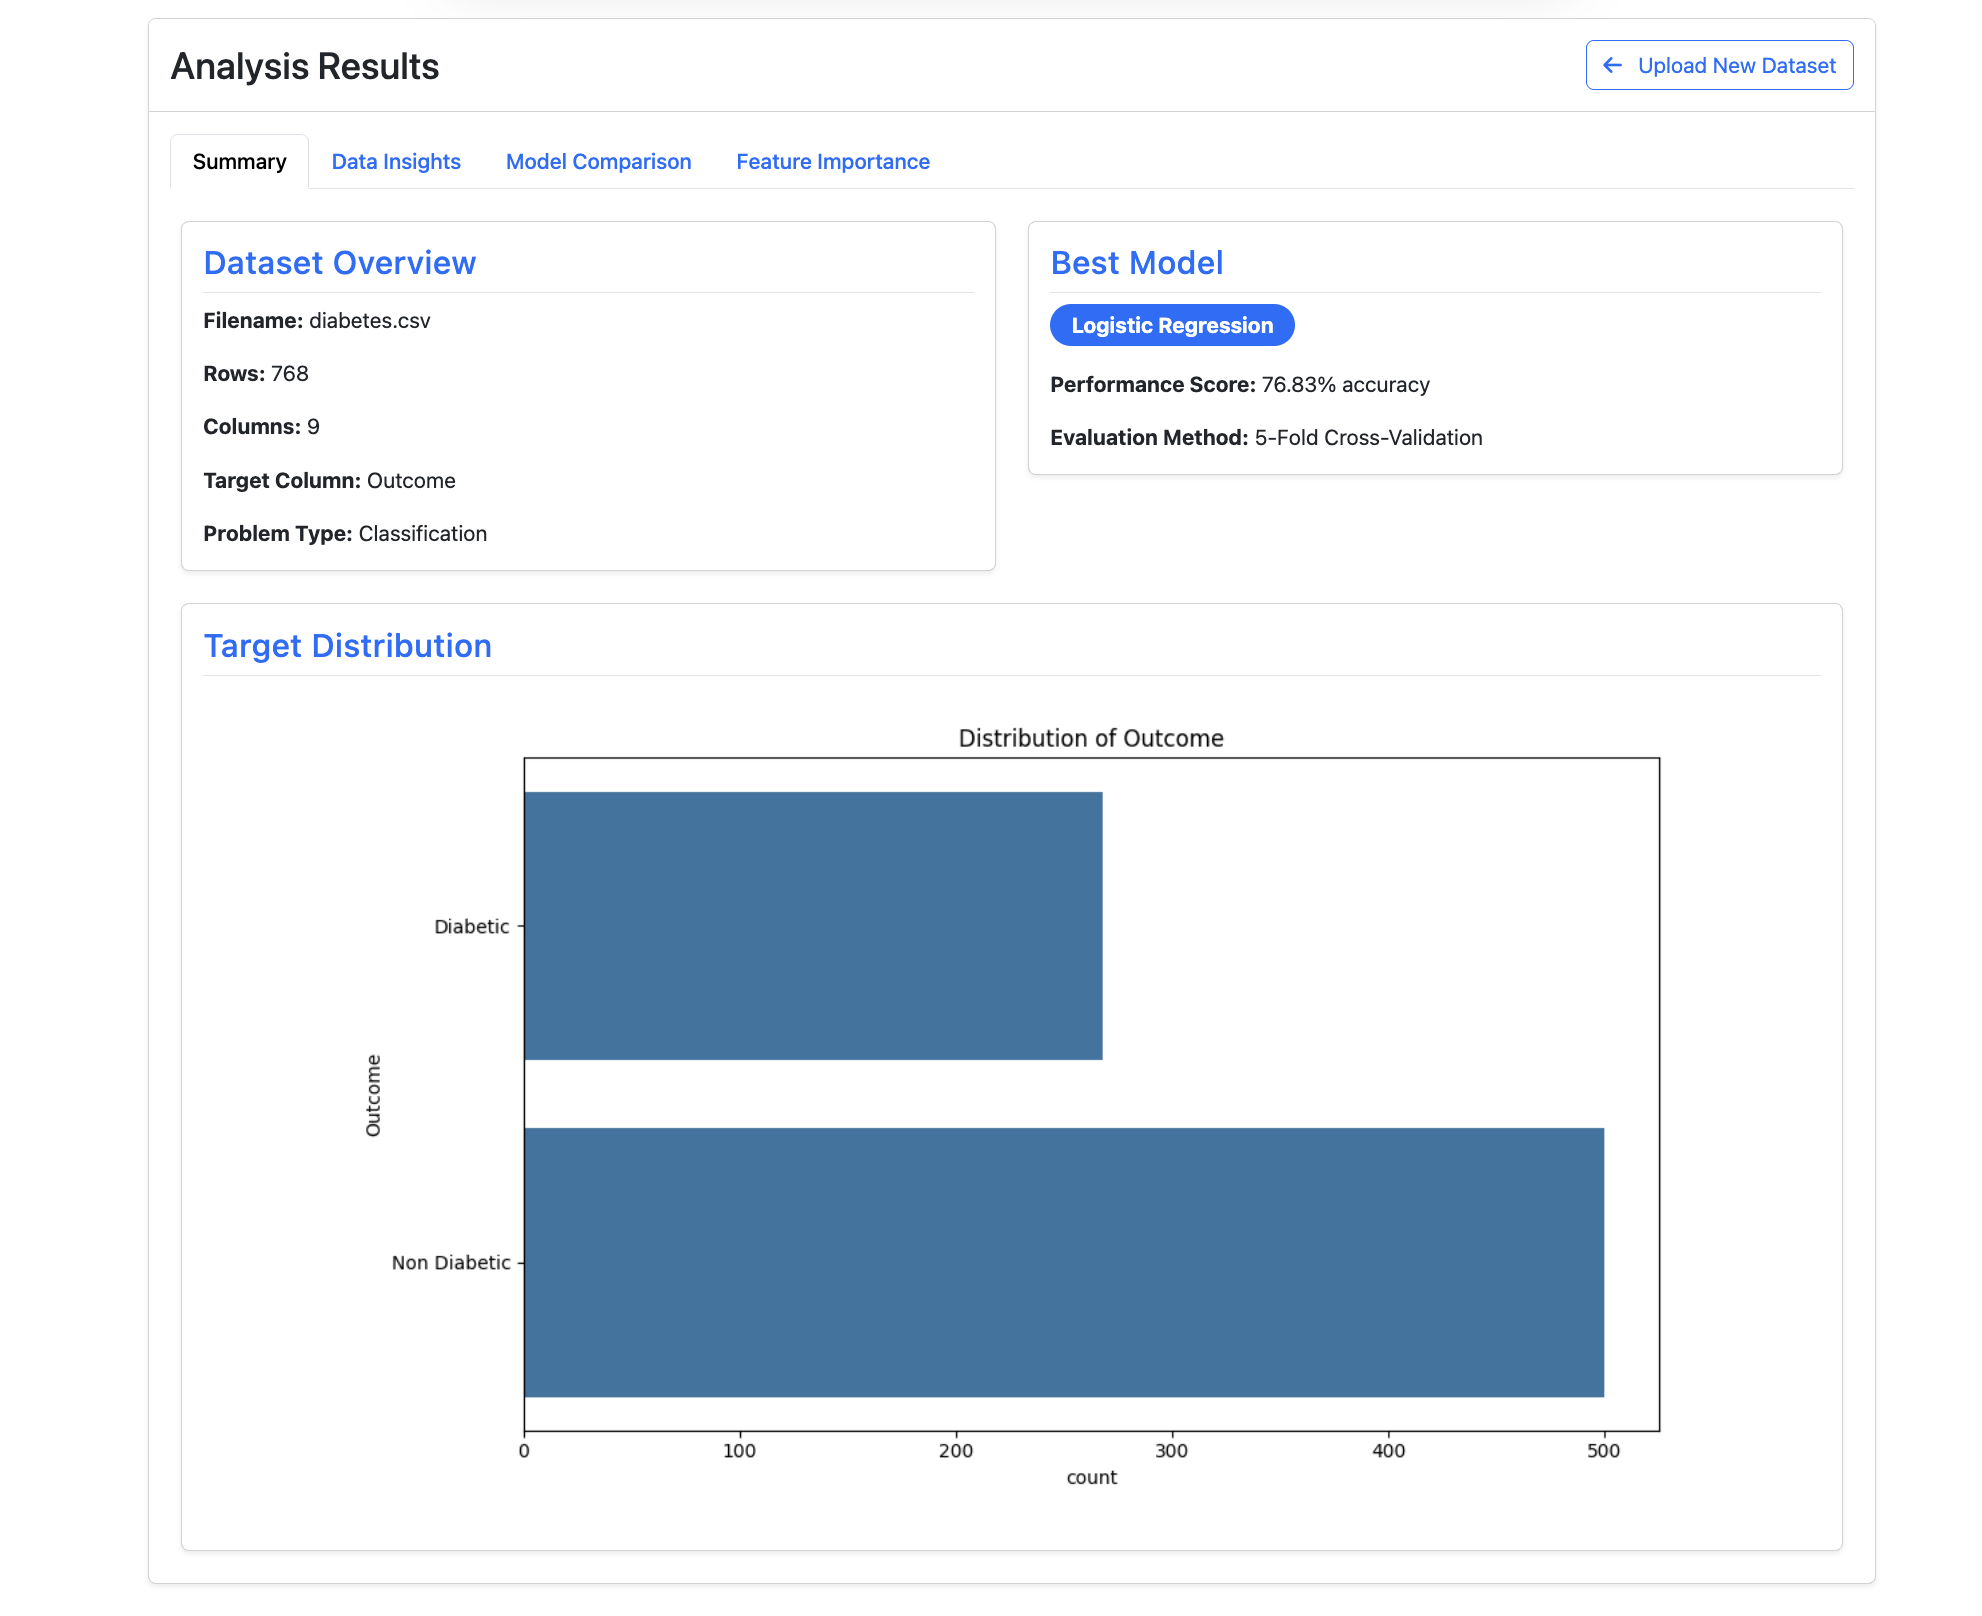 Analysis Results
Upload New Dataset
Summary
Data Insights
Model Comparison
Feature Importance
Dataset Overview
Filename: diabetes.csv
Rows: 768
Columns: 9
Target Column: Outcome
Problem Type: Classification
Best Model
Logistic Regression
Performance Score: 76.83% accuracy
Evaluation Method: 5-Fold Cross-Validation
Target Distribution
Distribution of Outcome
Diabetic
Outcome
Non Diabetic
0 100 200 300 400 500
count